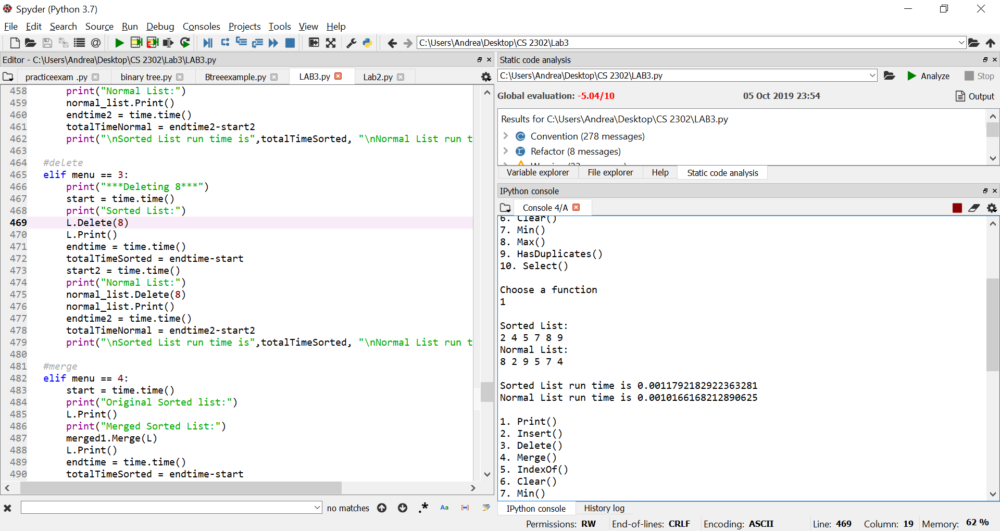 Spyder (Python 3.7)
File Edit Search Source Run Debug Consoles Projects Tools View Help
C:\Users\Andrea\Desktop\CS 2302\Lab3
Editor - C:\Users\Andrea\Desktop\CS 2302\Lab3\LAB3.py
practiceexam .py binary tree.py Btreeexample.py LAB3.py Lab2.py
458 print("Normal List:")
459 normal_list.Print()
460 endtime2 = time.time()
461 totalTimeNormal = endtime2-start2
462 print("\nSorted List run time is",totalTimeSorted, "\nNormal List run t
463
464 #delete
465 elif menu == 3:
466 print("***Deleting 8***")
467 start = time.time()
468 print("Sorted List:")
469 L.Delete(8)
470 L.Print()
471 endtime = time.time()
472 totalTimeSorted = endtime-start
473 start2 = time.time()
474 print("Normal List:")
475 normal_list.Delete(8)
476 normal_list.Print()
477 endtime2 = time.time()
478 totalTimeNormal = endtime2-start2
479 print("\nSorted List run time is",totalTimeSorted, "\nNormal List run t
480
481 #merge
482 elif menu == 4:
483 start = time.time()
484 print("Original Sorted list:")
485 L.Print()
486 print("Merged Sorted List:")
487 merged1.Merge(L)
488 L.Print()
489 endtime = time.time()
490 totalTimeSorted = endtime-start
no matches .* Aa
Static code analysis
C:\Users\Andrea\Desktop\CS 2302\LAB3.py Analyze Stop
Global evaluation: -5.04/10 05 Oct 2019 23:54 Output
Results for C:\Users\Andrea\Desktop\CS 2302\LAB3.py
Convention (278 messages)
Refactor (8 messages)
Variable explorer File explorer Help Static code analysis
IPython console
Console 4/A
6. Clear()
7. Min()
8. Max()
9. HasDuplicates()
10. Select()
Choose a function
1
Sorted List:
2 4 5 7 8 9
Normal List:
8 2 9 5 7 4
Sorted List run time is 0.0011792182922363281
Normal List run time is 0.0010166168212890625
1. Print()
2. Insert()
3. Delete()
4. Merge()
5. IndexOf()
6. Clear()
7. Min()
IPython console History log
Permissions: RW End-of-lines: CRLF Encoding: ASCII Line: 469 Column: 19 Memory: 62 %